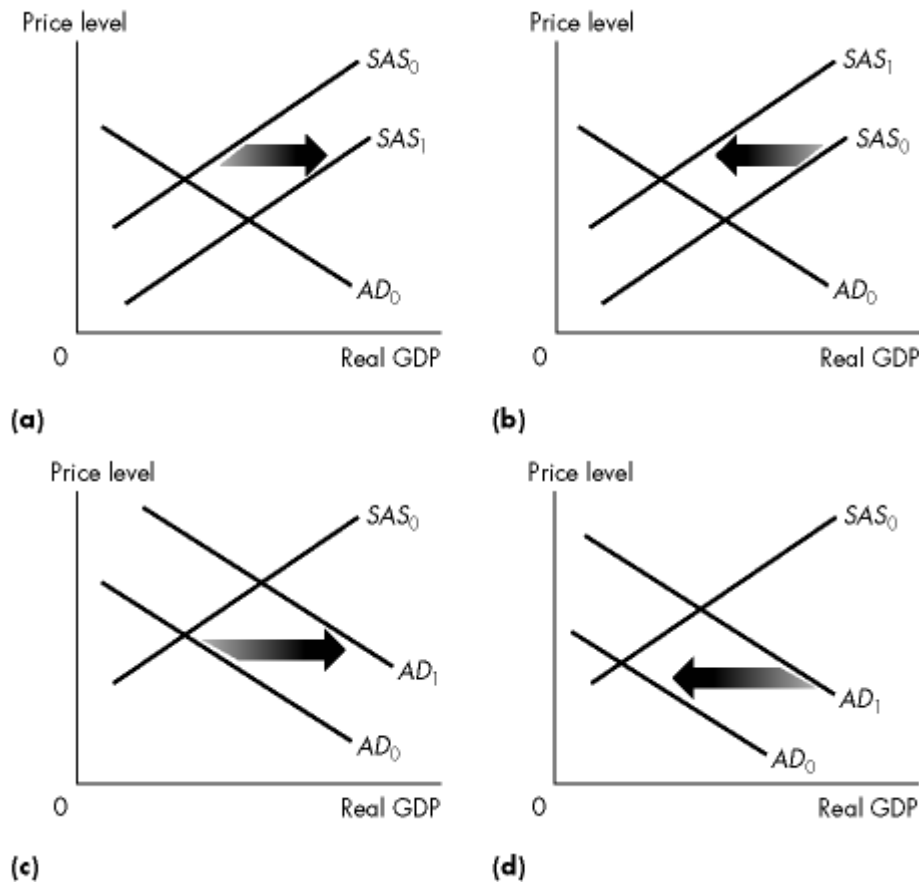 Price level
SAS₀
SAS₁
AD₀
0
Real GDP
(a)
Price level
SAS₁
SAS₀
AD₀
0
Real GDP
(b)
Price level
SAS₀
AD₁
AD₀
0
Real GDP
(c)
Price level
SAS₀
AD₁
AD₀
0
Real GDP
(d)